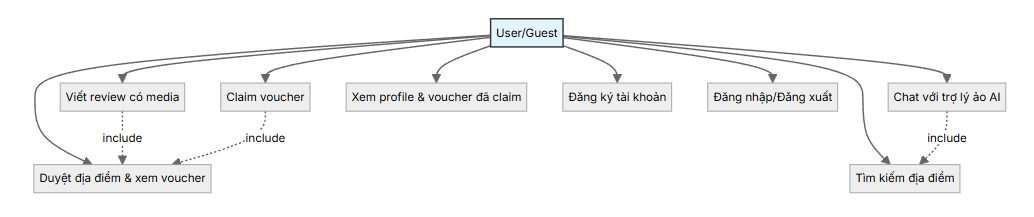 User/Guest
Viết review có media
Claim voucher
Xem profile & voucher đã claim
Đăng ký tài khoản
Đăng nhập/Đăng xuất
Chat với trợ lý ảo AI
include
include
include
Duyệt địa điểm & xem voucher
Tìm kiếm địa điểm